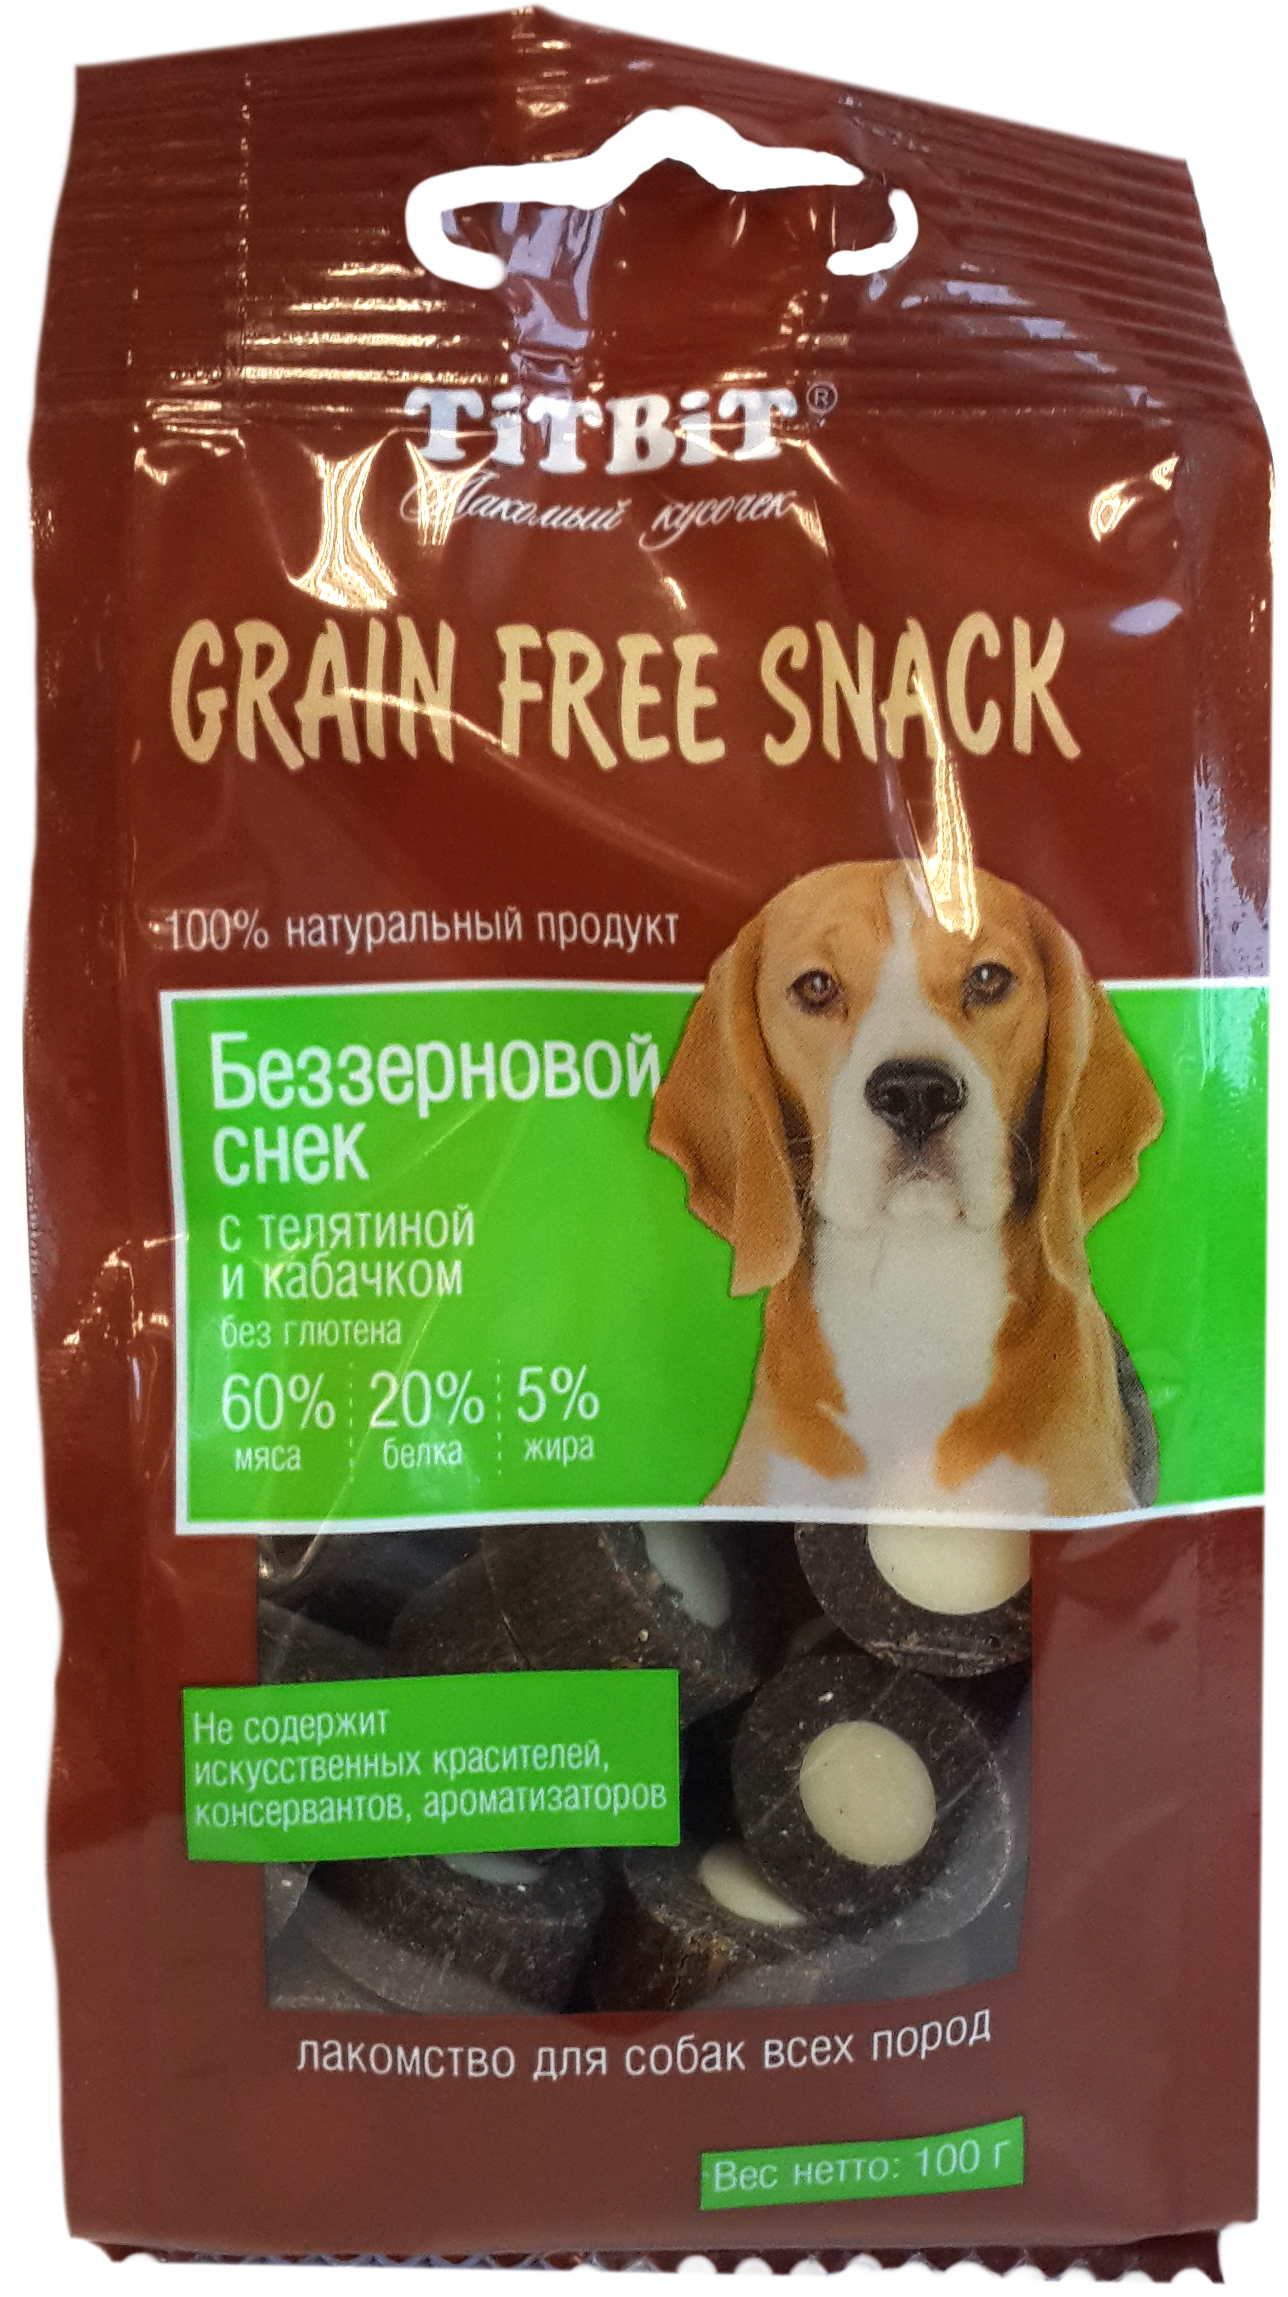 TiTBiT®
Лакомый кусочек
GRAIN FREE SNACK
100% натуральный продукт
Беззерновой
снек
с телятиной
и кабачком
без глютена
60% 20% 5%
мяса белка жира
Не содержит
искусственных красителей,
консервантов, ароматизаторов
лакомство для собак всех пород
Вес нетто: 100 г